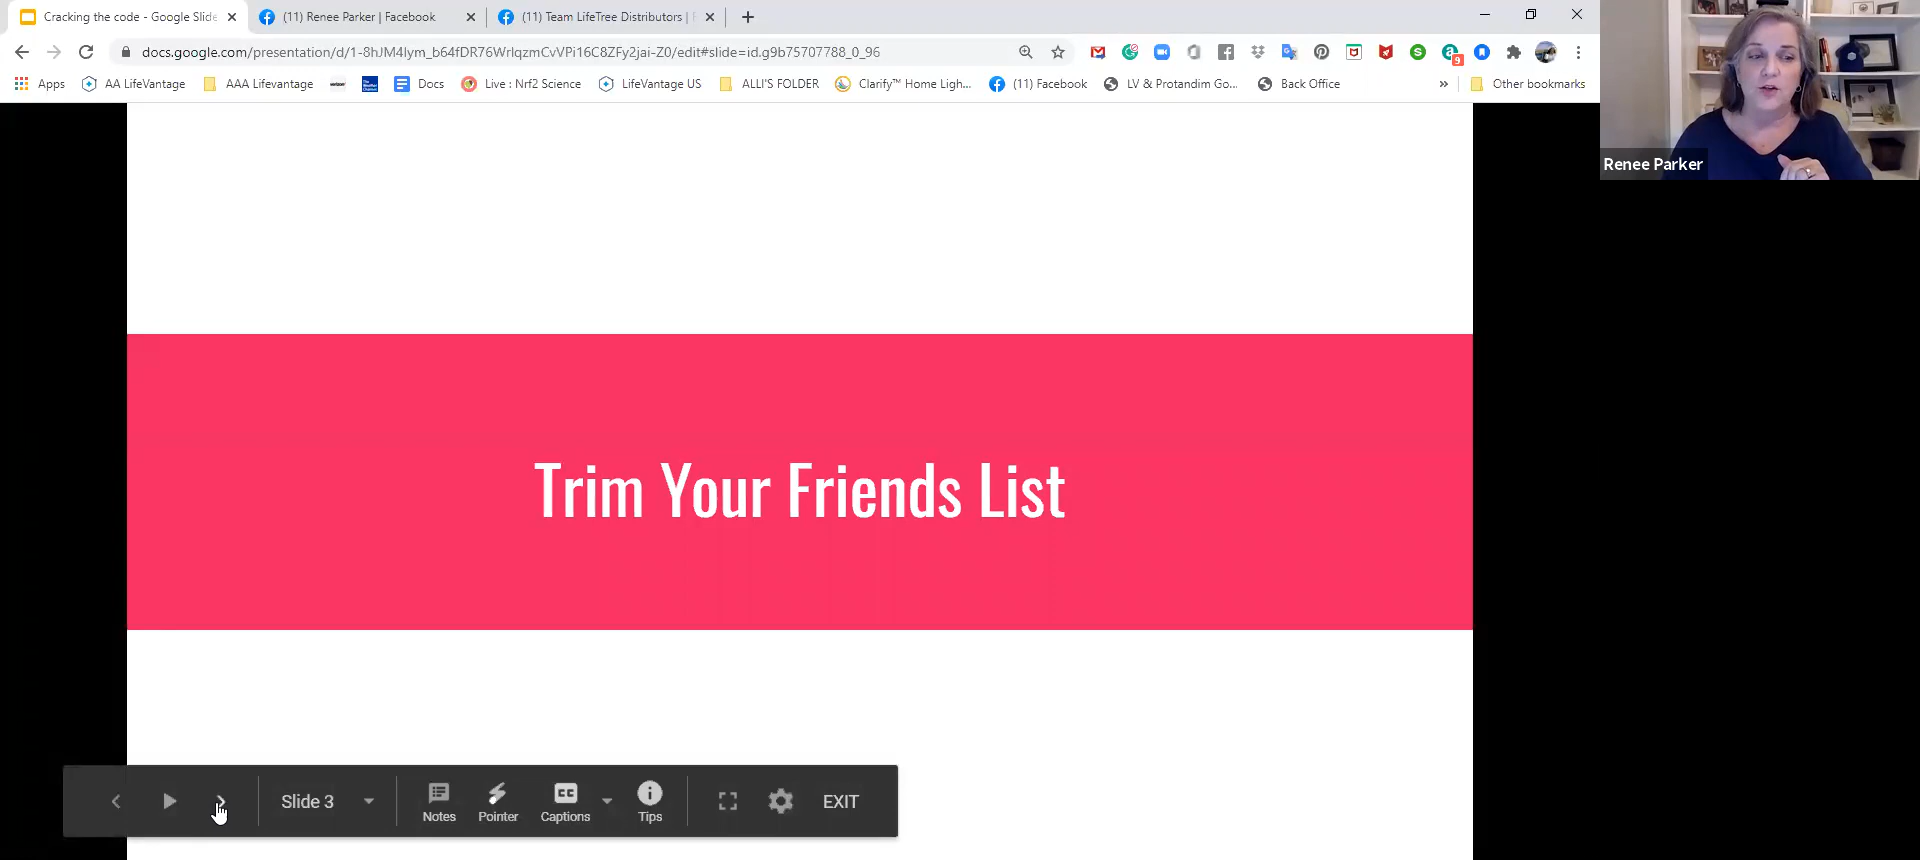 Cracking the code - Google Slide
(11) Renee Parker | Facebook
(11) Team LifeTree Distributors |
docs.google.com/presentation/d/1-8hJM4lym_b64fDR76WrlqzmCvVPi16C8ZFy2jai-Z0/edit#slide=id.g9b75707788_0_96
9
Apps
AA LifeVantage
AAA Lifevantage
verizon
Docs
Live : Nrf2 Science
LifeVantage US
ALLI'S FOLDER
Clarify™ Home Ligh...
(11) Facebook
LV & Protandim Go...
Back Office
»
Other bookmarks
Renee Parker
Trim Your Friends List
Slide 3
Notes
Pointer
CC
Captions
Tips
EXIT